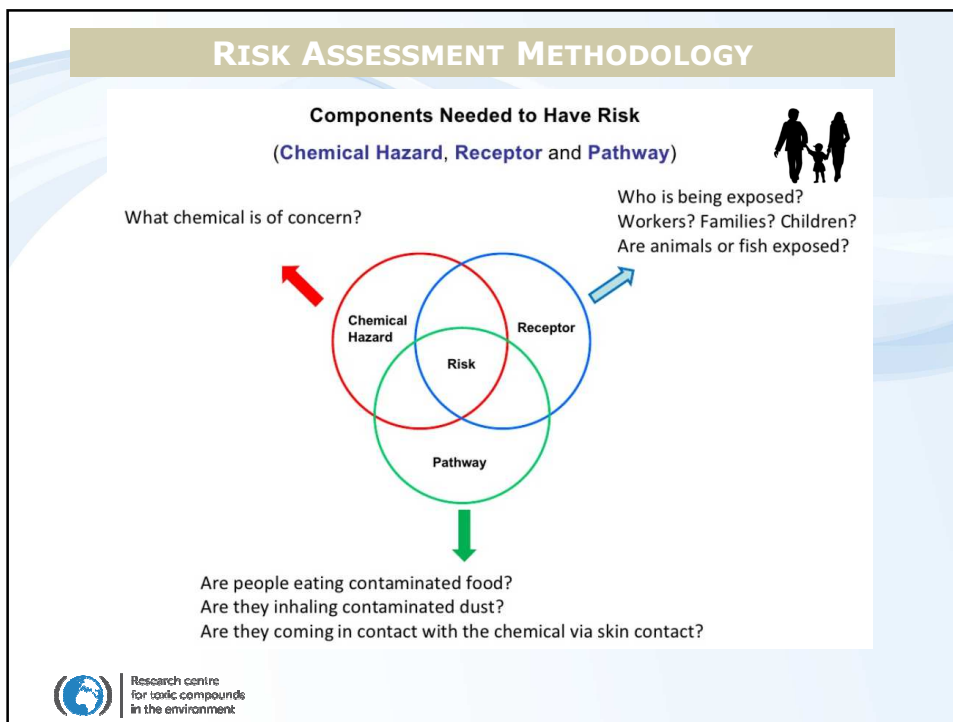 RISK ASSESSMENT METHODOLOGY
Components Needed to Have Risk
(Chemical Hazard, Receptor and Pathway)
What chemical is of concern?
Who is being exposed?
Workers? Families? Children?
Are animals or fish exposed?
Chemical
Hazard
Receptor
Risk
Pathway
Are people eating contaminated food?
Are they inhaling contaminated dust?
Are they coming in contact with the chemical via skin contact?
Research centre
for toxic compounds
in the environment